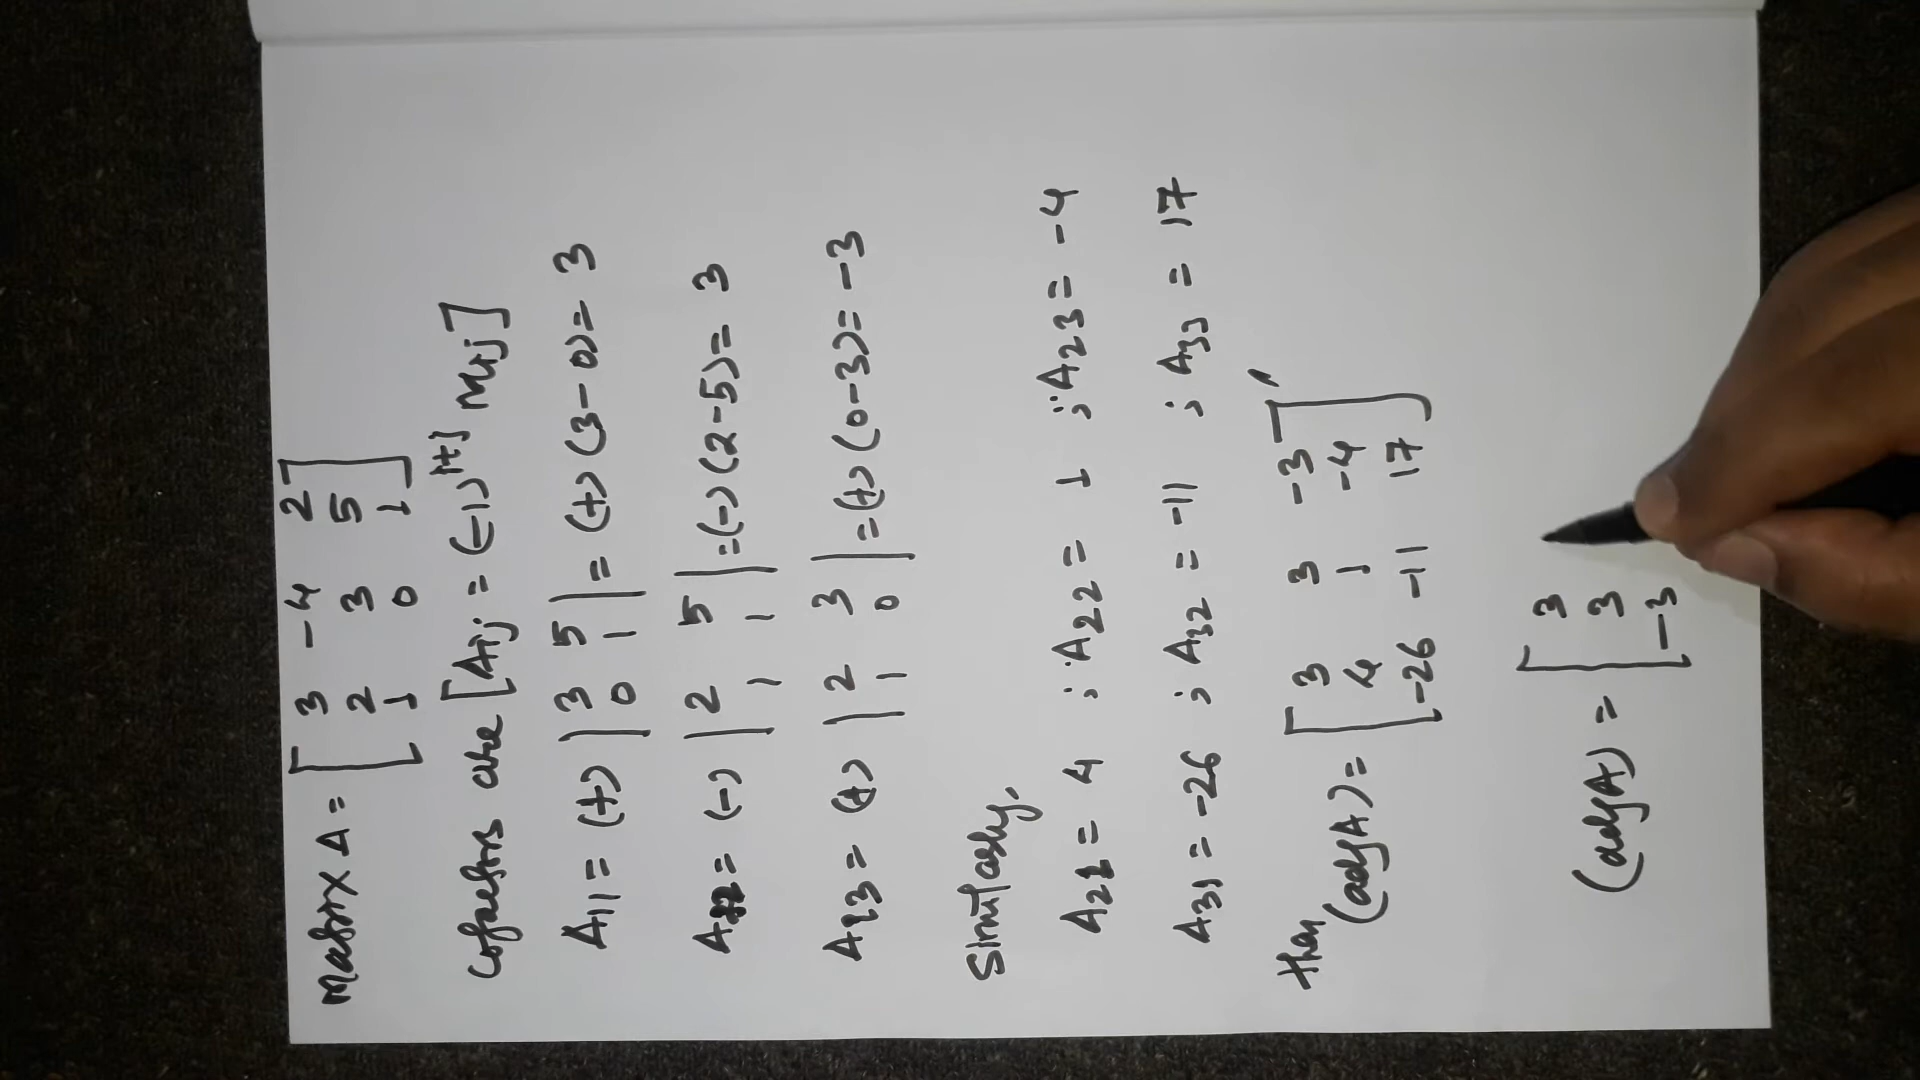 Matrix A = [ 3 -4 2
2 3 5
1 0 1 ]
Cofactors are [Aij = (-1)^i+j Mij]
A11 = (+) | 3 5 | = (+) (3-0) = 3
0 1
A12 = (-) | 2 5 | = (-) (2-5) = 3
1 1
A13 = (+) | 2 3 | = (+) (0-3) = -3
1 0
Similarly,
A21 = 4 ; A22 = 1 ; A23 = -4
A31 = -26 ; A32 = -11 ; A33 = 17
then
(adjA) = [ 3 3 -3
4 1 -4
-26 -11 17 ]'
(adjA) = [ 3
3
-3